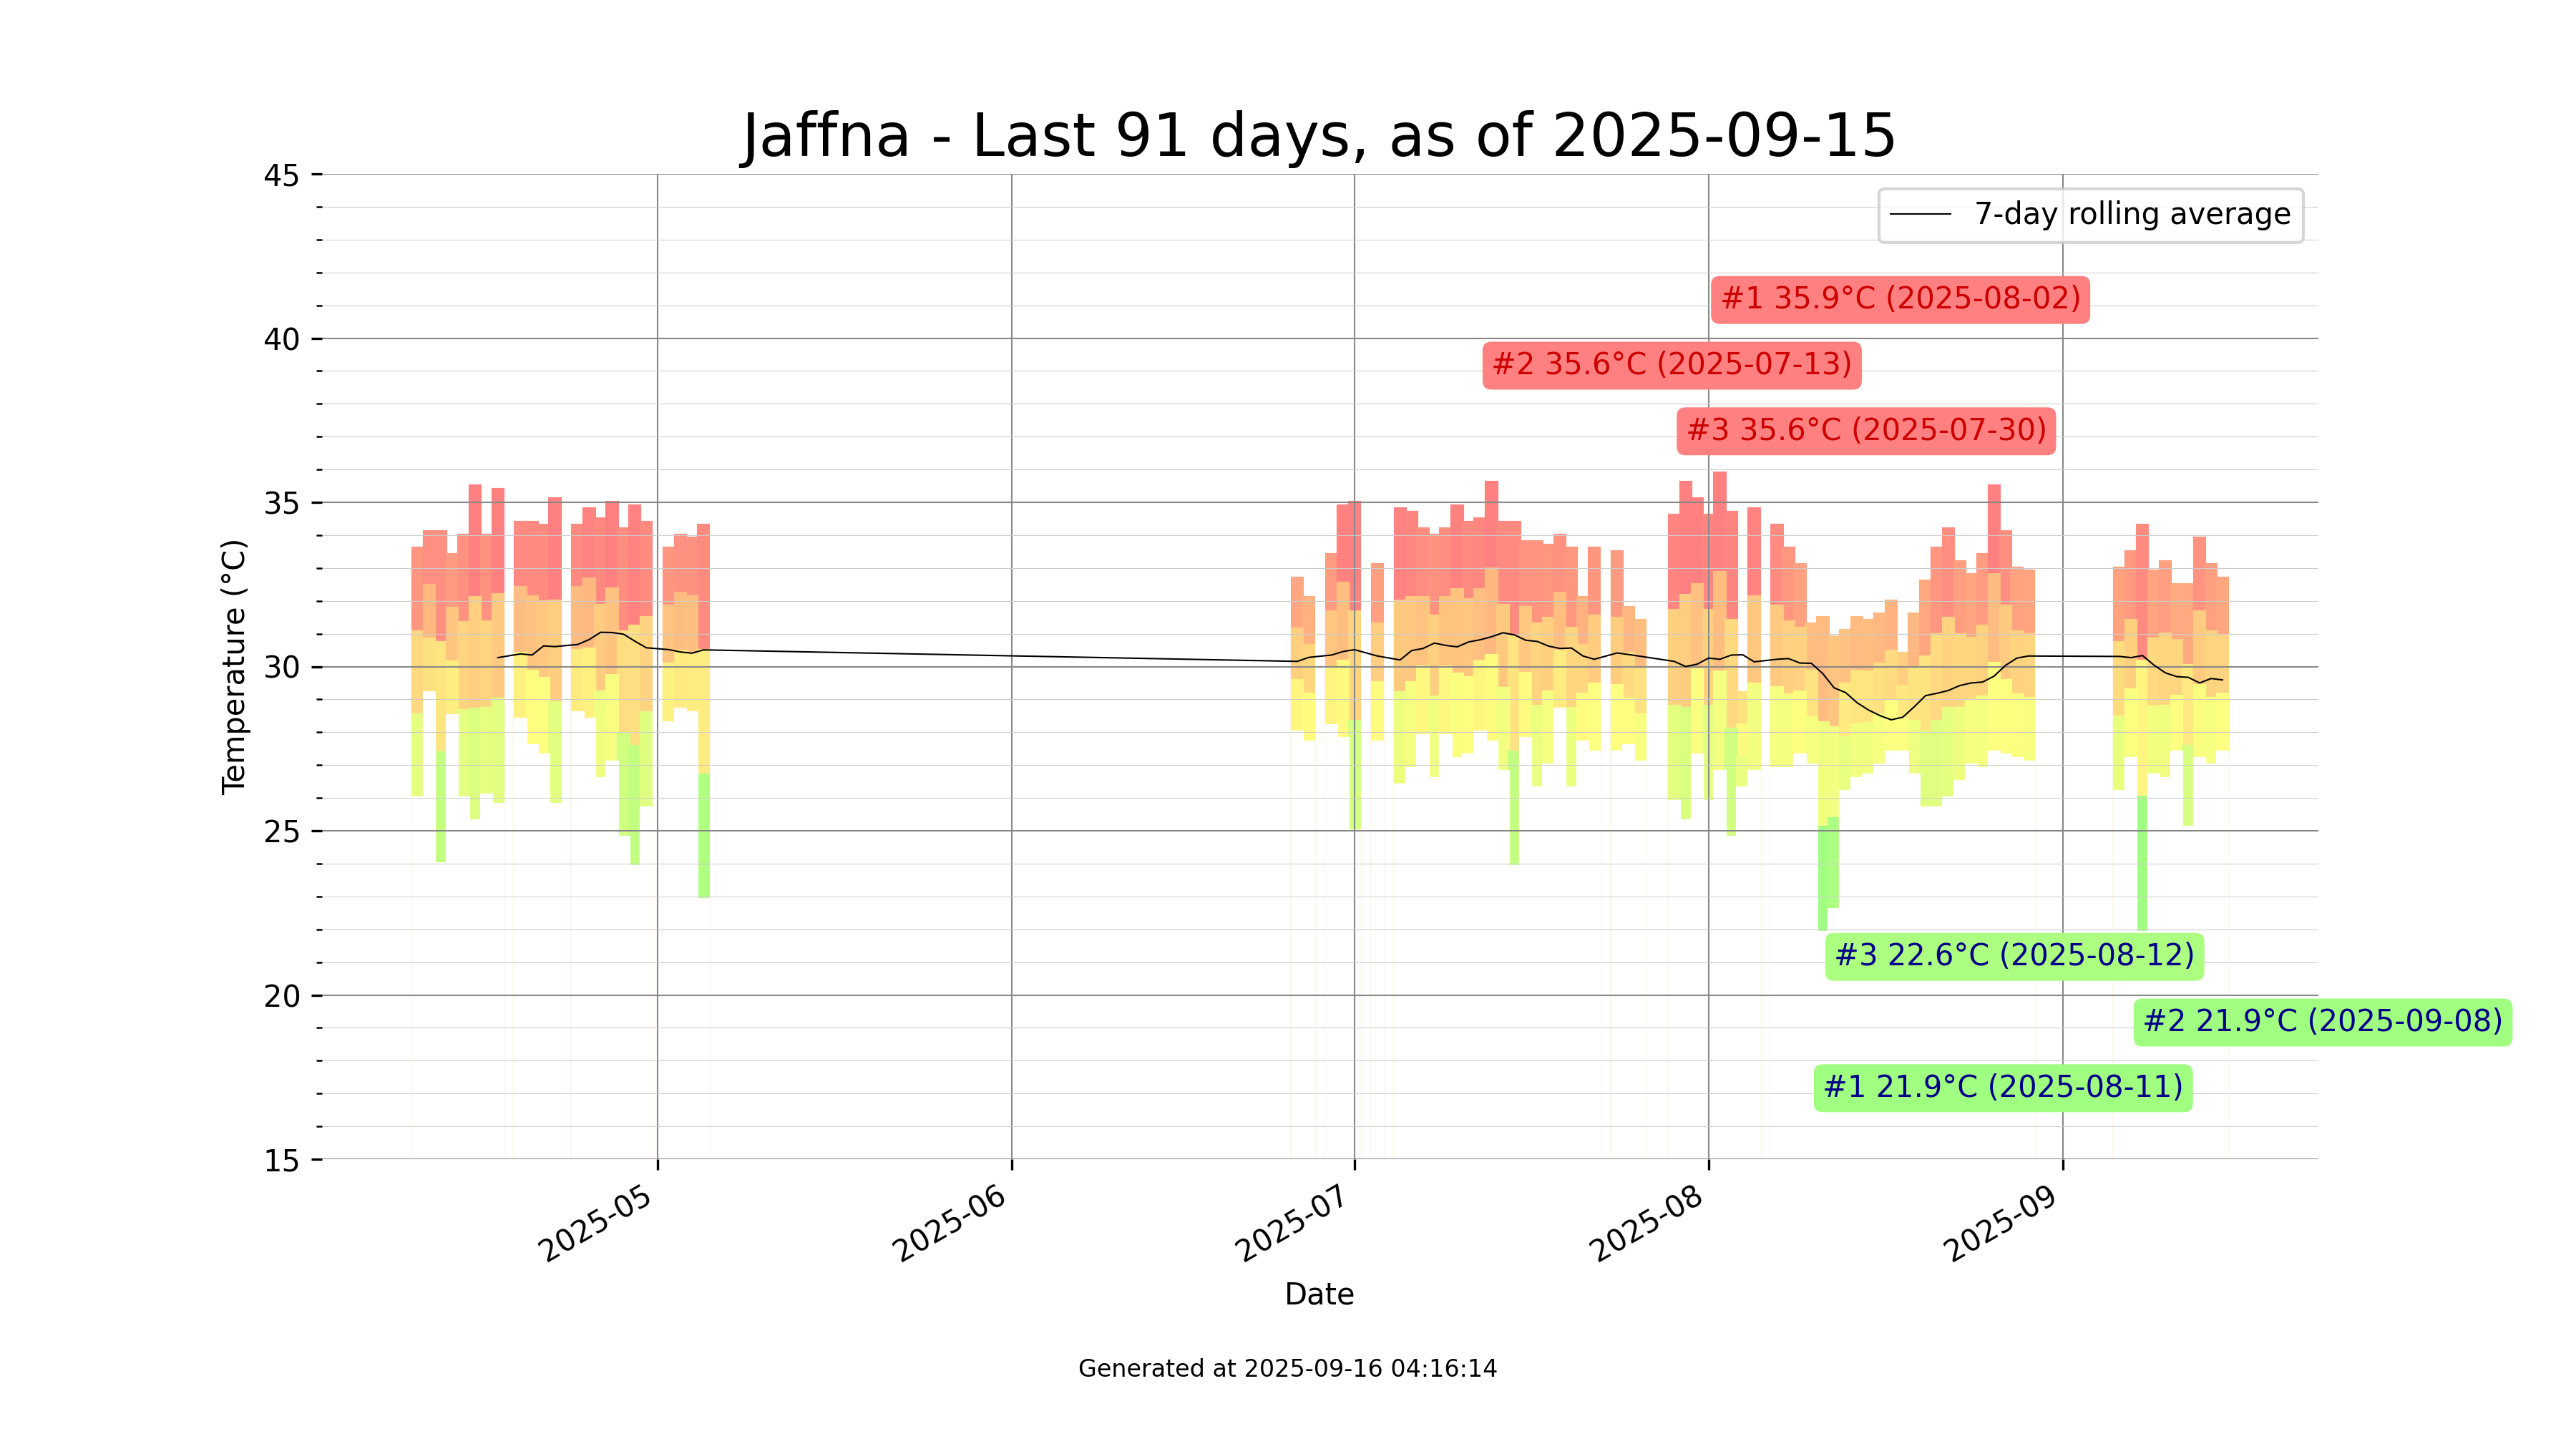 Jaffna - Last 91 days, as of 2025-09-15
45
7-day rolling average
#1 35.9°C (2025-08-02)
40
#2 35.6°C (2025-07-13)
#3 35.6°C (2025-07-30)
35
Temperature (°C)
30
25
#3 22.6°C (2025-08-12)
20
#2 21.9°C (2025-09-08)
#1 21.9°C (2025-08-11)
15
2025-05
2025-06
2025-07
2025-08
2025-09
Date
Generated at 2025-09-16 04:16:14